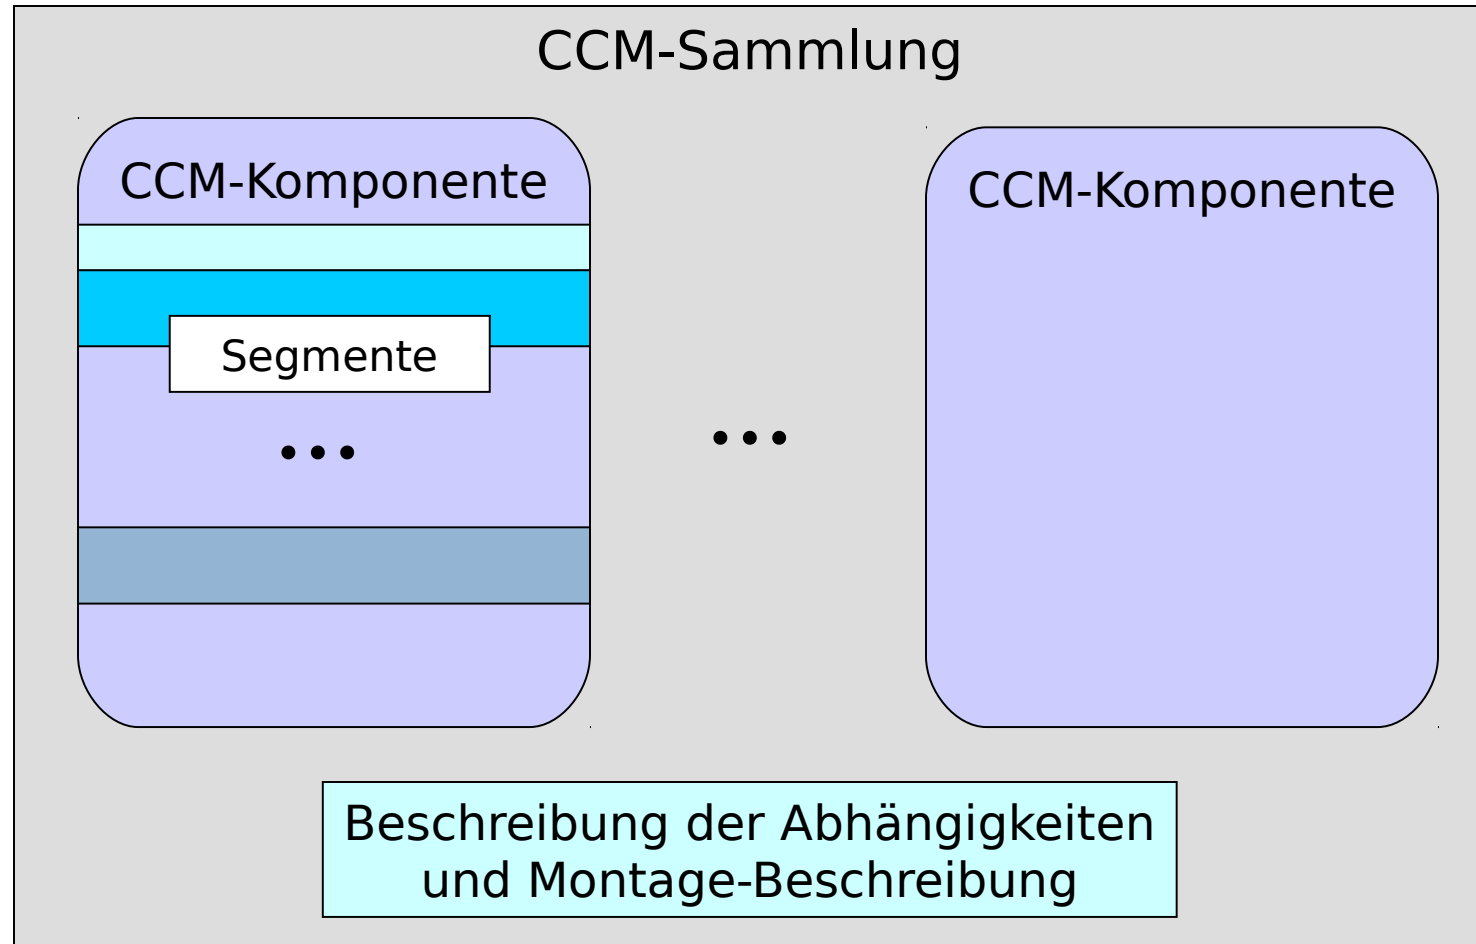 CCM-Sammlung
CCM-Komponente
CCM-Komponente
Segmente
...
...
Beschreibung der Abhängigkeiten
und Montage-Beschreibung